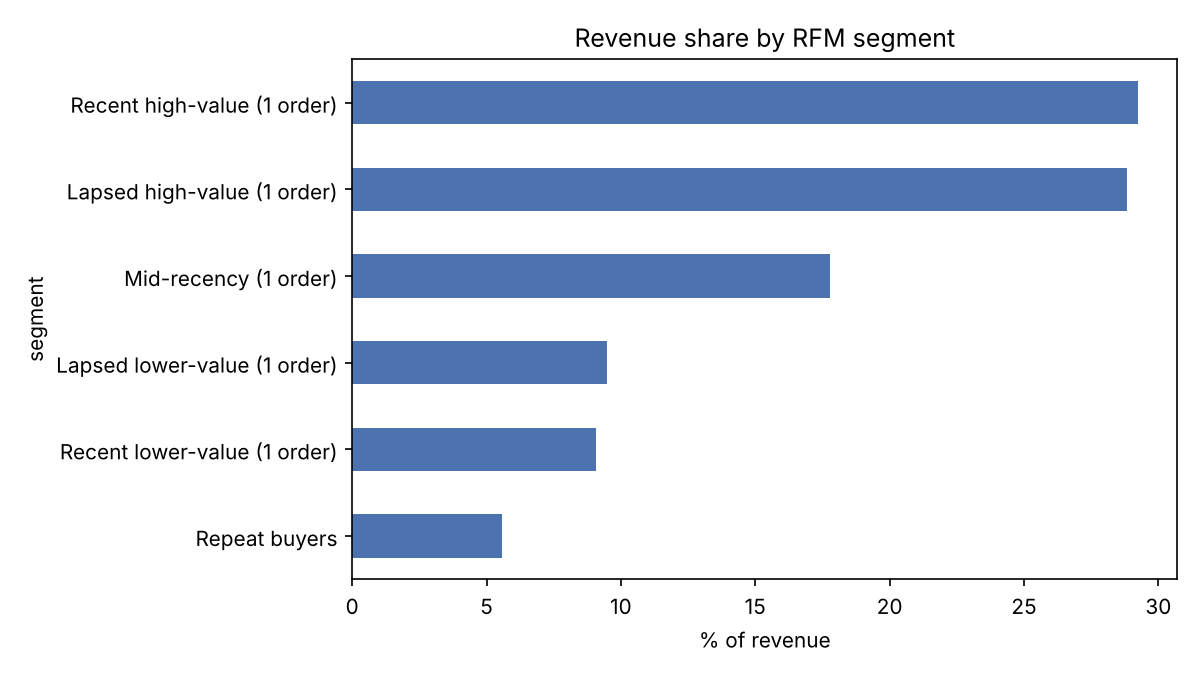 Revenue share by RFM segment
Recent high-value (1 order)
Lapsed high-value (1 order)
Mid-recency (1 order)
Lapsed lower-value (1 order)
Recent lower-value (1 order)
Repeat buyers
segment
0 5 10 15 20 25 30
% of revenue